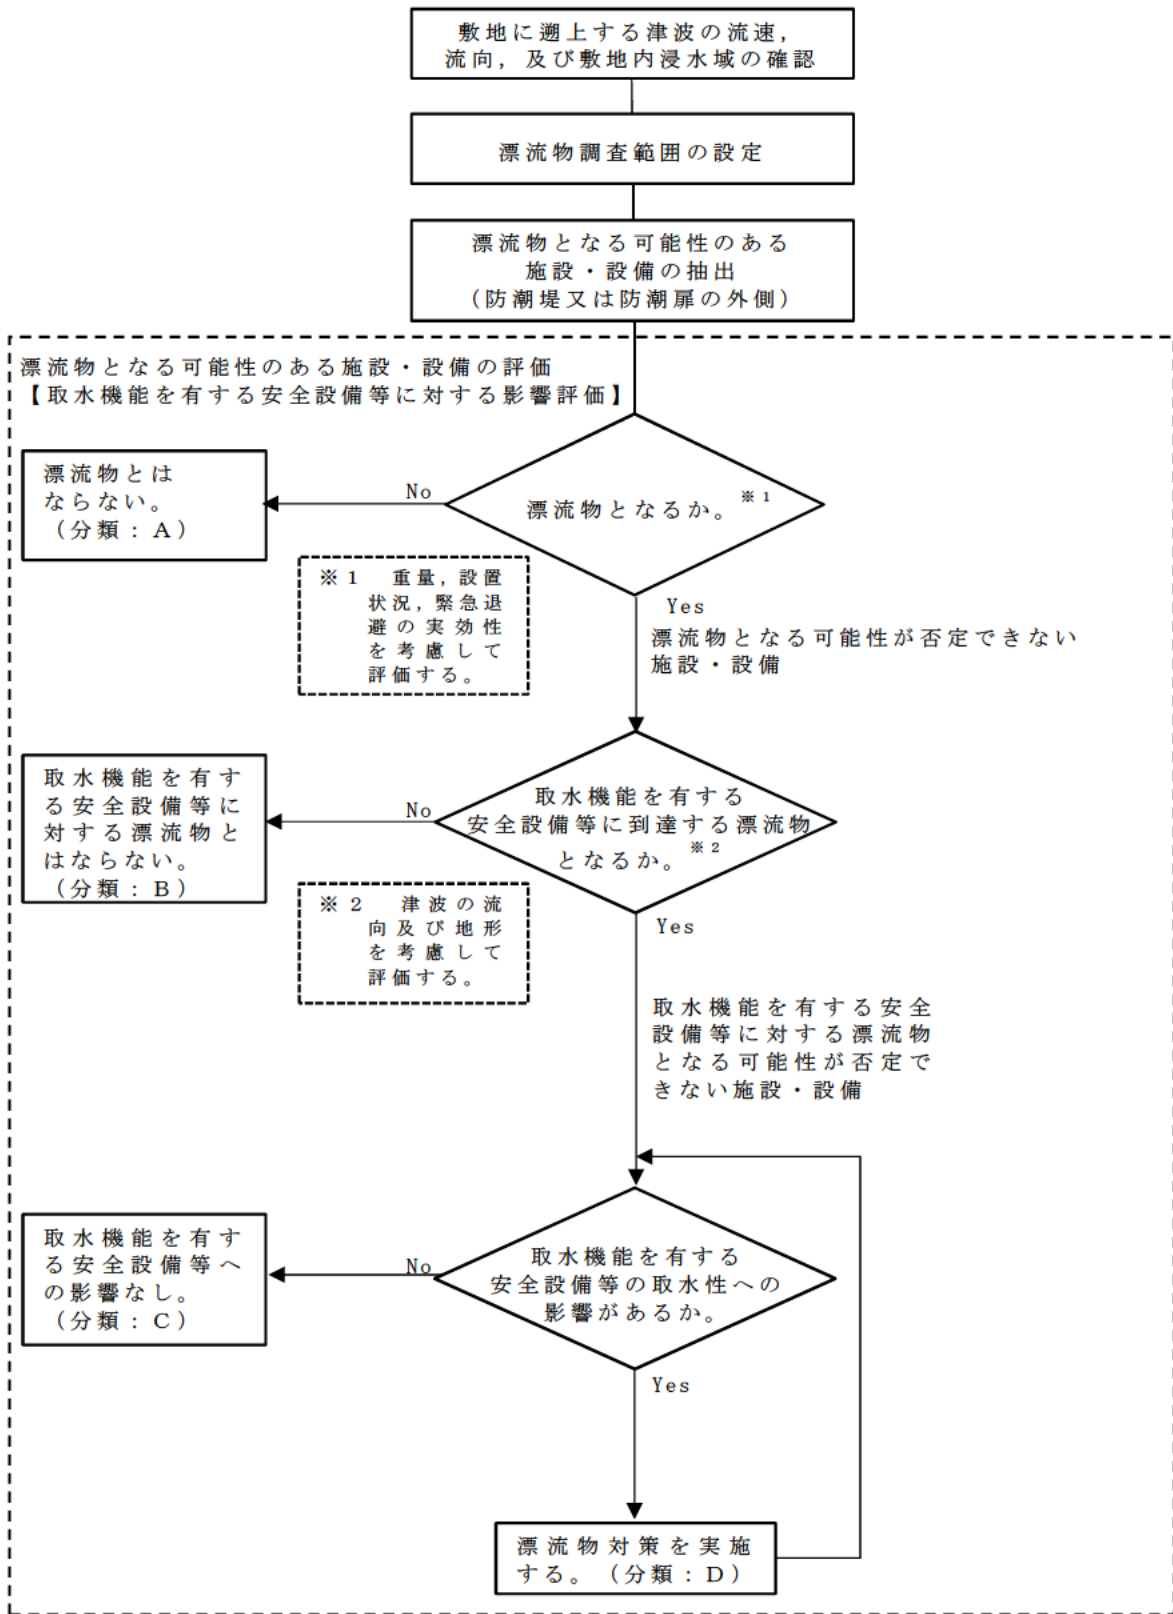 敷地に遡上する津波の流速，
流向，及び敷地内浸水域の確認
漂流物調査範囲の設定
漂流物となる可能性のある
施設・設備の抽出
（防潮堤又は防潮扉の外側）
漂流物となる可能性のある施設・設備の評価
【取水機能を有する安全設備等に対する影響評価】
漂流物とは
ならない。
（分類：A）
No
漂流物となるか。※1
※1 重量，設置
状況，緊急退
避の実効性
を考慮して
評価する。
Yes
漂流物となる可能性が否定できない
施設・設備
取水機能を有す
る安全設備等に
対する漂流物と
はならない。
（分類：B）
No
取水機能を有する
安全設備等に到達する漂流物
となるか。※2
※2 津波の流
向及び地形
を考慮して
評価する。
Yes
取水機能を有する安全
設備等に対する漂流物
となる可能性が否定で
きない施設・設備
取水機能を有す
る安全設備等へ
の影響なし。
（分類：C）
No
取水機能を有する
安全設備等の取水性への
影響があるか。
Yes
漂流物対策を実施
する。（分類：D）